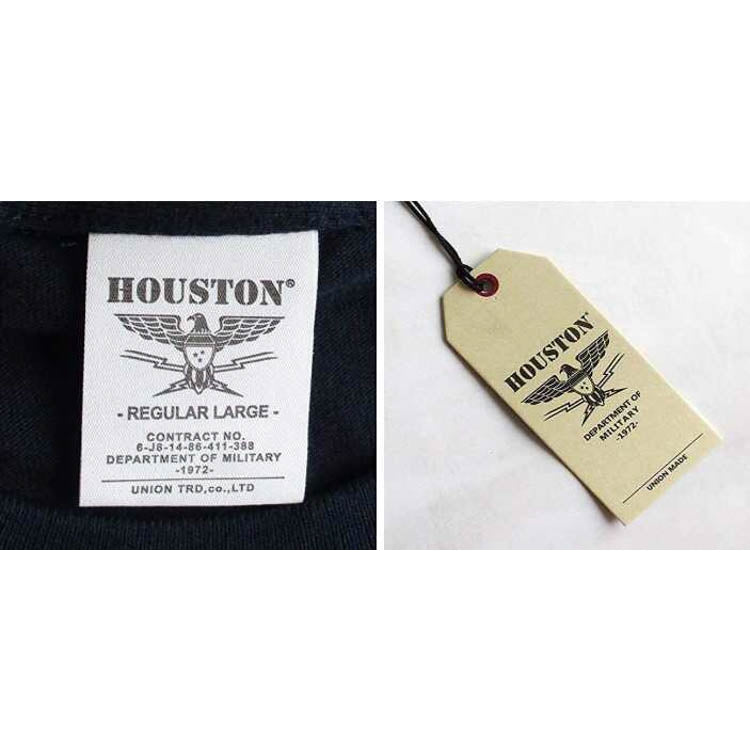 HOUSTON®
- REGULAR LARGE -
CONTRACT NO.
6-J8-14-86-411-388
DEPARTMENT OF MILITARY
-1972-
UNION TRD,co.,LTD
HOUSTON®
DEPARTMENT OF
MILITARY
-1972-
UNION MADE